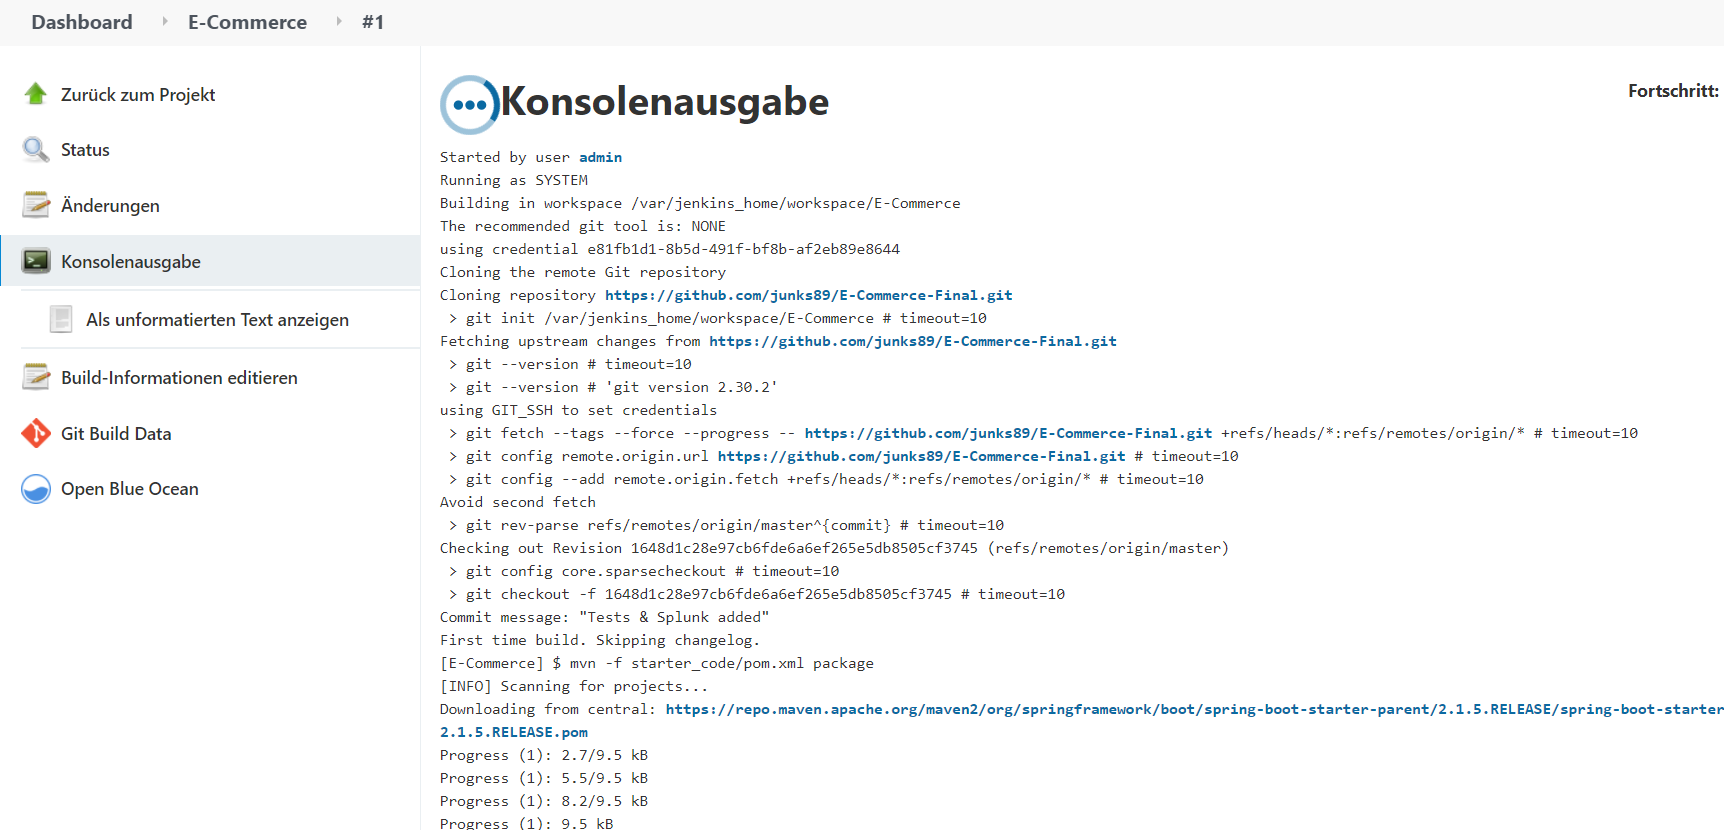 Dashboard E-Commerce #1
Zurück zum Projekt
Status
Änderungen
Konsolenausgabe
Als unformatierten Text anzeigen
Build-Informationen editieren
Git Build Data
Open Blue Ocean
Konsolenausgabe
Fortschritt:
Started by user admin
Running as SYSTEM
Building in workspace /var/jenkins_home/workspace/E-Commerce
The recommended git tool is: NONE
using credential e81fb1d1-8b5d-491f-bf8b-af2eb89e8644
Cloning the remote Git repository
Cloning repository https://github.com/junks89/E-Commerce-Final.git
> git init /var/jenkins_home/workspace/E-Commerce # timeout=10
Fetching upstream changes from https://github.com/junks89/E-Commerce-Final.git
> git --version # timeout=10
> git --version # 'git version 2.30.2'
using GIT_SSH to set credentials
> git fetch --tags --force --progress -- https://github.com/junks89/E-Commerce-Final.git +refs/heads/*:refs/remotes/origin/* # timeout=10
> git config remote.origin.url https://github.com/junks89/E-Commerce-Final.git # timeout=10
> git config --add remote.origin.fetch +refs/heads/*:refs/remotes/origin/* # timeout=10
Avoid second fetch
> git rev-parse refs/remotes/origin/master^{commit} # timeout=10
Checking out Revision 1648d1c28e97cb6fde6a6ef265e5db8505cf3745 (refs/remotes/origin/master)
> git config core.sparsecheckout # timeout=10
> git checkout -f 1648d1c28e97cb6fde6a6ef265e5db8505cf3745 # timeout=10
Commit message: "Tests & Splunk added"
First time build. Skipping changelog.
[E-Commerce] $ mvn -f starter_code/pom.xml package
[INFO] Scanning for projects...
Downloading from central: https://repo.maven.apache.org/maven2/org/springframework/boot/spring-boot-starter-parent/2.1.5.RELEASE/spring-boot-starter
2.1.5.RELEASE.pom
Progress (1): 2.7/9.5 kB
Progress (1): 5.5/9.5 kB
Progress (1): 8.2/9.5 kB
Progress (1): 9.5 kB